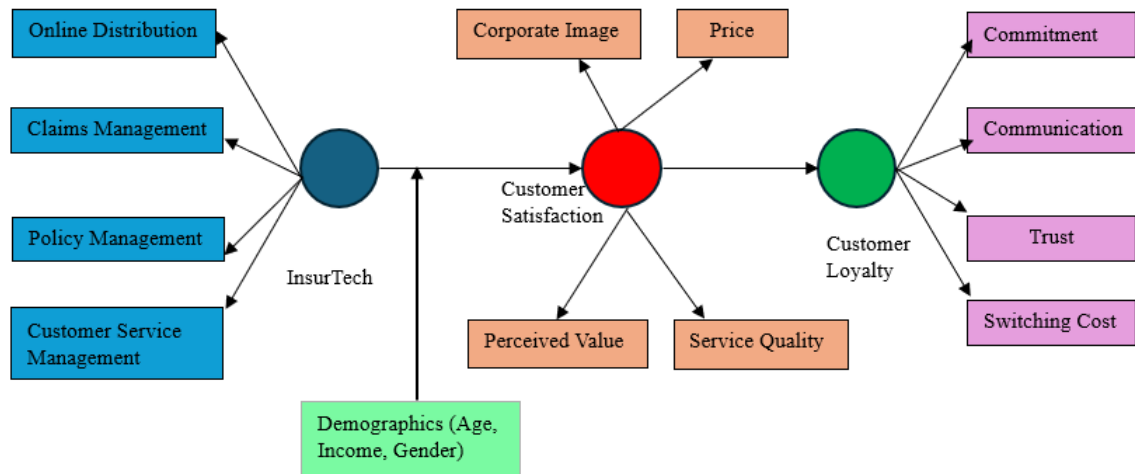 Online Distribution
Corporate Image
Price
Commitment
Claims Management
Communication
Customer
Satisfaction
Policy Management
Customer
Loyalty
Trust
InsurTech
Customer Service
Management
Perceived Value
Service Quality
Switching Cost
Demographics (Age,
Income, Gender)